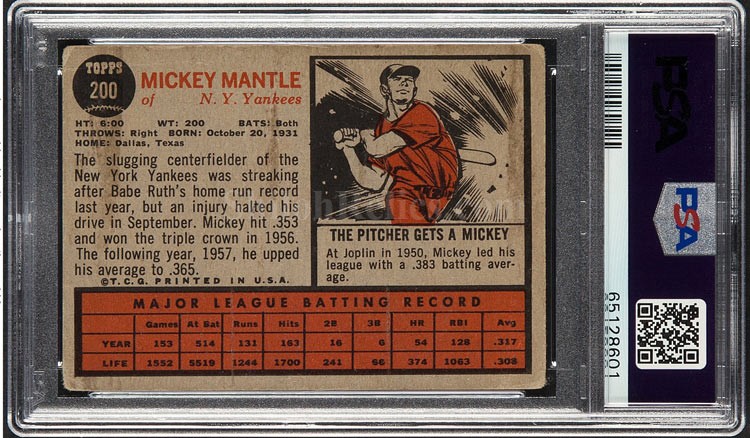 TOPPS
200
MICKEY MANTLE
of N. Y. Yankees
HT: 6:00 WT: 200 BATS: Both
THROWS: Right BORN: October 20, 1931
HOME: Dallas, Texas
The slugging centerfielder of the
New York Yankees was streaking
after Babe Ruth's home run record
last year, but an injury halted his
drive in September. Mickey hit .353
and won the triple crown in 1956.
The following year, 1957, he upped
his average to .365.
©T.C.G. PRINTED IN U.S.A.
THE PITCHER GETS A MICKEY
At Joplin in 1950, Mickey led his
league with a .383 batting aver-
age.
MAJOR LEAGUE BATTING RECORD
Games At Bat Runs Hits 2B 3B HR RBI Avg
YEAR 153 514 131 163 16 6 54 128 .317
LIFE 1552 5519 1244 1700 241 66 374 1063 .308
PSA
PSA
65128601